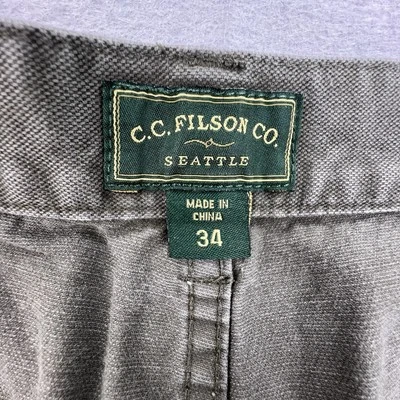 C.C. FILSON CO.
SEATTLE
MADE IN
CHINA
34